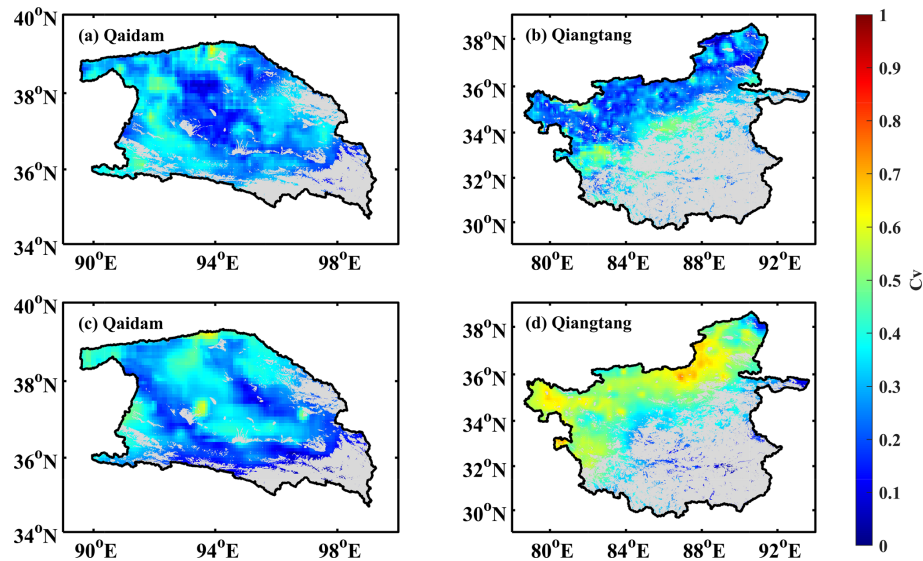 40°N
(a) Qaidam
38°N
36°N
34°N
90°E 94°E 98°E
(b) Qiangtang
38°N
36°N
34°N
32°N
30°N
80°E 84°E 88°E 92°E
40°N
(c) Qaidam
38°N
36°N
34°N
90°E 94°E 98°E
(d) Qiangtang
38°N
36°N
34°N
32°N
30°N
80°E 84°E 88°E 92°E
1
0.9
0.8
0.7
0.6
0.5
0.4
0.3
0.2
0.1
0
Cv